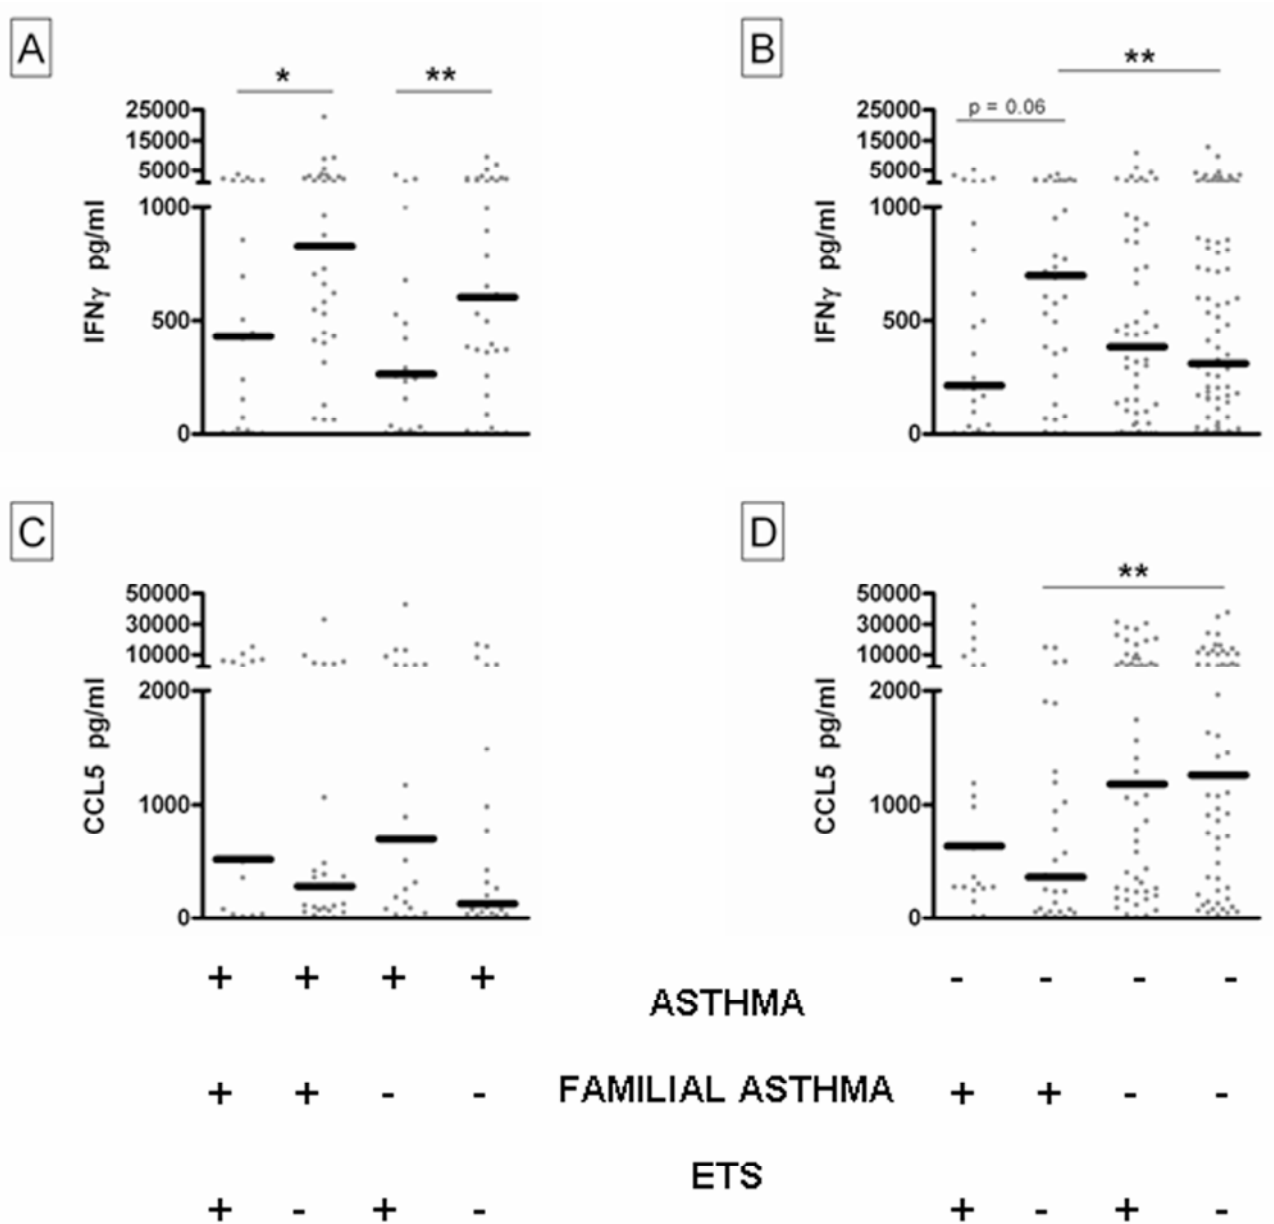 A
B
* **
**
p = 0.06
25000
15000
5000
1000
500
0
IFNγ pg/ml
25000
15000
5000
1000
500
0
IFNγ pg/ml
C
D
**
50000
30000
10000
2000
1000
0
CCL5 pg/ml
50000
30000
10000
2000
1000
0
CCL5 pg/ml
+ + + + - - - -
ASTHMA
+ + - - FAMILIAL ASTHMA + + - -
ETS
+ - + - + - + -